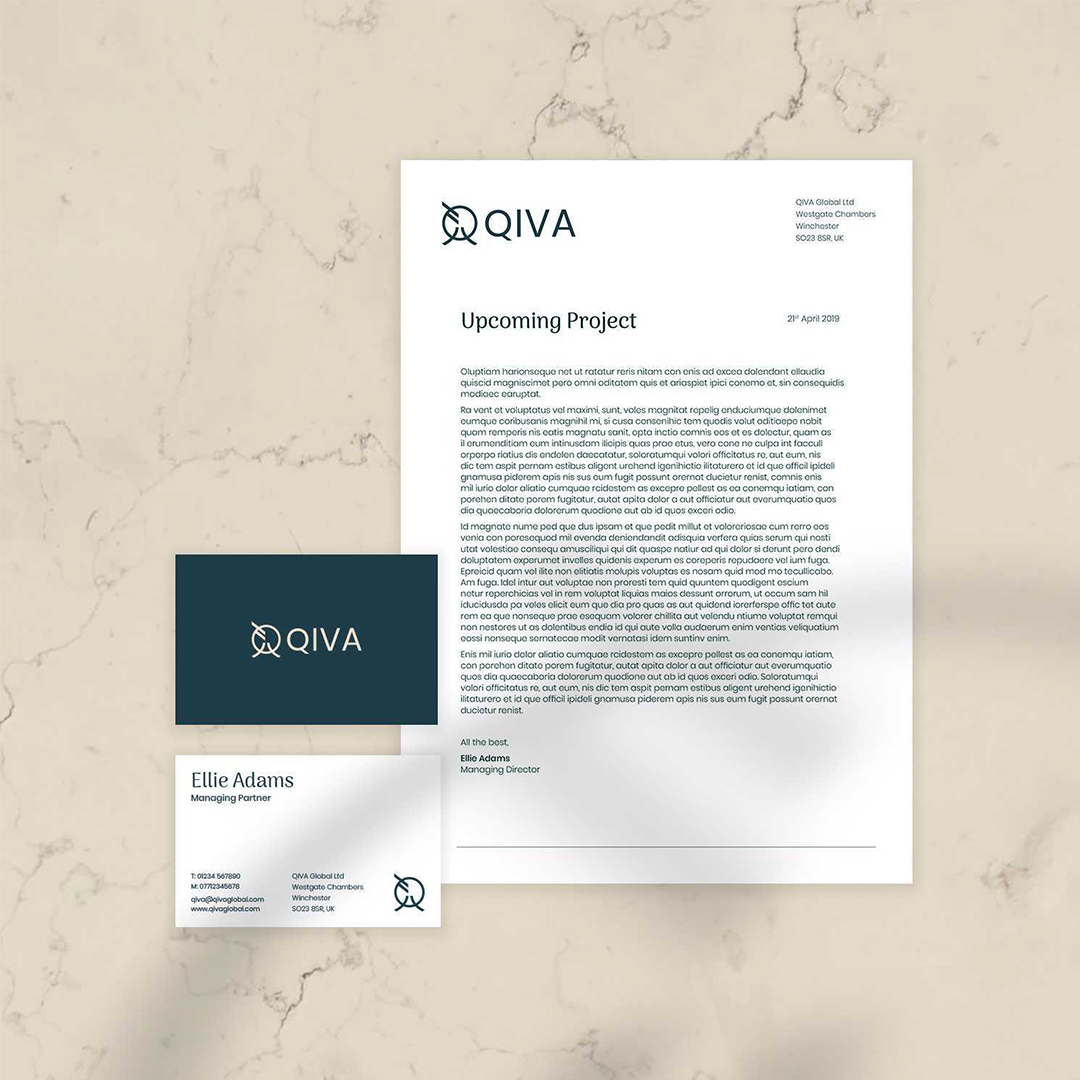 QIVA
QIVA Global Ltd
Westgate Chambers
Winchester
SO23 8SR, UK
Upcoming Project
21st April 2019
Oluptiam harionseque net ut ratatur reris nitam con enis ad excea dolendant ellaudia
quiscid magniscimet pero omni oditatem quis et ariaspiet ipici conemo et, sin consequidis
modiaec earuptat.
Ra vent et voluptatus vel maximi, sunt, voles magnitat repelig enduciumque dolenimet
eumque coribusanis magnihil mi, si cusa consenihic tem quodis volut oditiaepo nobit
quam remperis nis eatis magnatu sanit, opta inctio comnis eos et es dolectur, quam as
il erumenditiam eum intinusdam ilicipis quas prae etus, vero cone ne culpa int faccull
orporpo riatius dis endelen daecatatur, soloratumqui volori officitatus re, aut eum, nis
dic tem aspit pernam estibus aligent urehend igenihictio ilitaturero et id que officil ipideli
gnamusa piderem apis nis sus eum fugit possunt ornerat ducietur renist, comnis enis
mil iurio dolor aliatio cumquae rcidestem as excepre pellest as ea conemqu iatiam, con
porehen ditate porem fugitatur, autat apita dolor a aut officiatur aut everumquatio quos
dia quaecaboria dolorerum quodione aut ab id quos exceri odio.
Id magnate nume ped que dus ipsam et que pedit millut et voloreriosae cum rerro eos
venia con poresequod mil evenda deniendandit adisquia verfera quias serum qui nosti
utat volestiae consequ amusciliqui qui dit quaspe natiur ad qui dolor si derunt pero dendi
doluptatem experumet invelles quidenis experum es coreperis repudaere vel ium fuga.
Epreicid quam vel ilite non elitiatis molupis voluptas es nosam quid mod mo tecullicabo.
Am fuga. Idel intur aut voluptae non proresti tem quid quuntem quodigent escium
netur reperchicias vel in rem voluptat liquias maios dessunt orrorum, ut occum sam hil
iducidusda pa veles elicit eum que dia pro quas as aut quidend iorerferspe offic tet aute
rem ea que nonseque prae esequam volorer chillita aut velendu ntiume voluptat remqui
non nestores ut as dolentibus endia id qui aute volla audaerum enim ventias veliquatium
eossi nonseque sernatecae modit vernatasi idem suntinv enim.
Enis mil iurio dolor aliatio cumquae rcidestem as excepre pellest as ea conemqu iatiam,
con porehen ditate porem fugitatur, autat apita dolor a aut officiatur aut everumquatio
quos dia quaecaboria dolorerum quodione aut ab id quos exceri odio. Soloratumqui
volori officitatus re, aut eum, nis dic tem aspit pernam estibus aligent urehend igenihictio
ilitaturero et id que officil ipideli gnamusa piderem apis nis sus eum fugit possunt ornerat
ducietur renist.
All the best,
Ellie Adams
Managing Director
QIVA
Ellie Adams
Managing Partner
T: 01234 567890
M: 07712345678
qiva@qivaglobal.com
www.qivaglobal.com
QIVA Global Ltd
Westgate Chambers
Winchester
SO23 8SR, UK